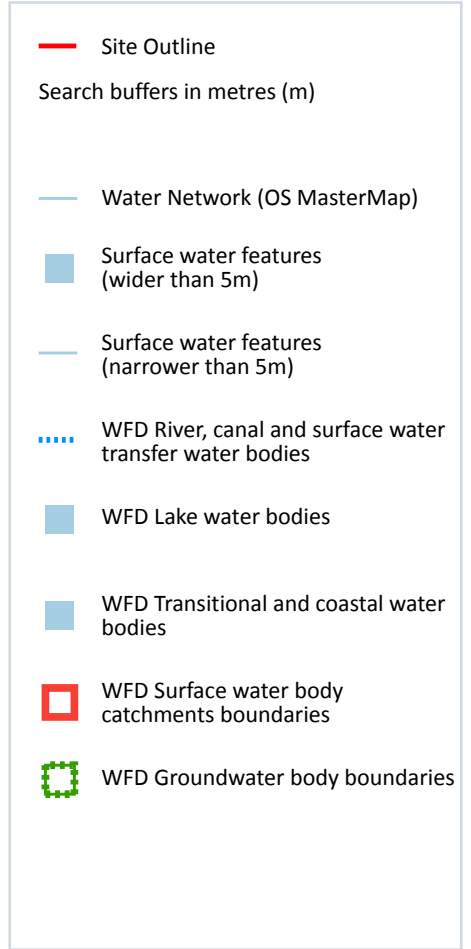 Site Outline
Search buffers in metres (m)
Water Network (OS MasterMap)
Surface water features
(wider than 5m)
Surface water features
(narrower than 5m)
WFD River, canal and surface water
transfer water bodies
WFD Lake water bodies
WFD Transitional and coastal water
bodies
WFD Surface water body
catchments boundaries
WFD Groundwater body boundaries